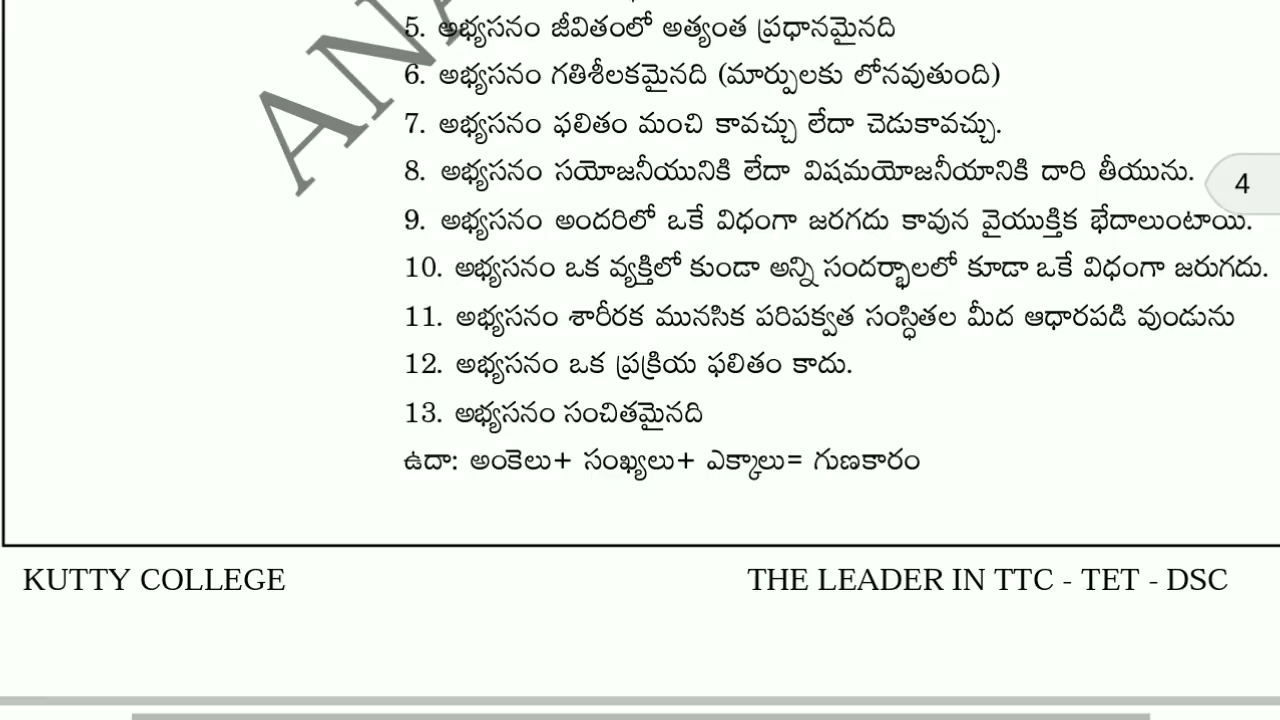 5. అభ్యసనం జీవితంలో అత్యంత ప్రధానమైనది
6. అభ్యసనం గతిశీలకమైనది (మార్పులకు లోనవుతుంది)
7. అభ్యసనం ఫలితం మంచి కావచ్చు లేదా చెడుకావచ్చు.
8. అభ్యసనం సయోజనీయునికి లేదా విషమయోజనీయానికి దారి తీయును.
4
9. అభ్యసనం అందరిలో ఒకే విధంగా జరగదు కావున వైయుక్తిక భేదాలుంటాయి.
10. అభ్యసనం ఒక వ్యక్తిలో కుండా అన్ని సందర్భాలలో కూడా ఒకే విధంగా జరుగదు.
11. అభ్యసనం శారీరక మునసిక పరిపక్వత సంస్థితల మీద ఆధారపడి వుండును
12. అభ్యసనం ఒక ప్రక్రియ ఫలితం కాదు.
13. అభ్యసనం సంచితమైనది
ఉదా: అంకెలు+ సంఖ్యలు+ ఎక్కాలు= గుణకారం
KUTTY COLLEGE THE LEADER IN TTC - TET - DSC